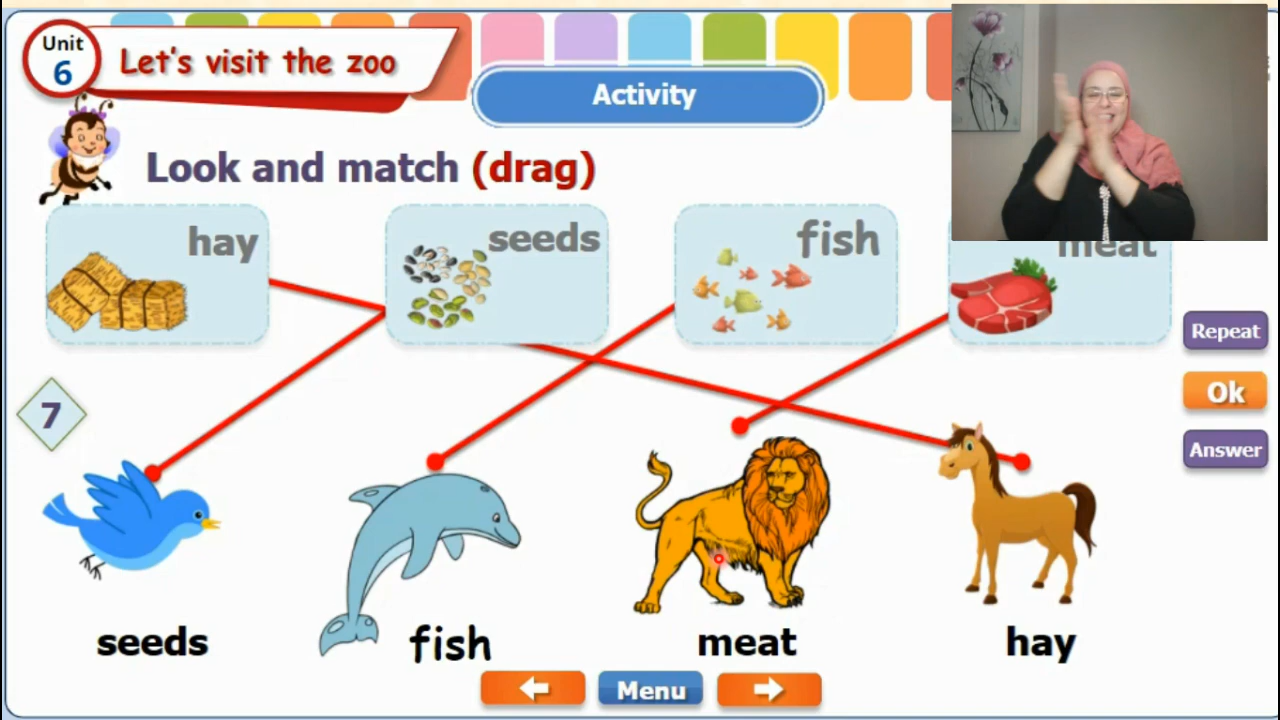 Unit
6
Let's visit the zoo
Activity
Look and match (drag)
hay
seeds
fish
meat
Repeat
7
Ok
Answer
seeds
fish
meat
hay
Menu